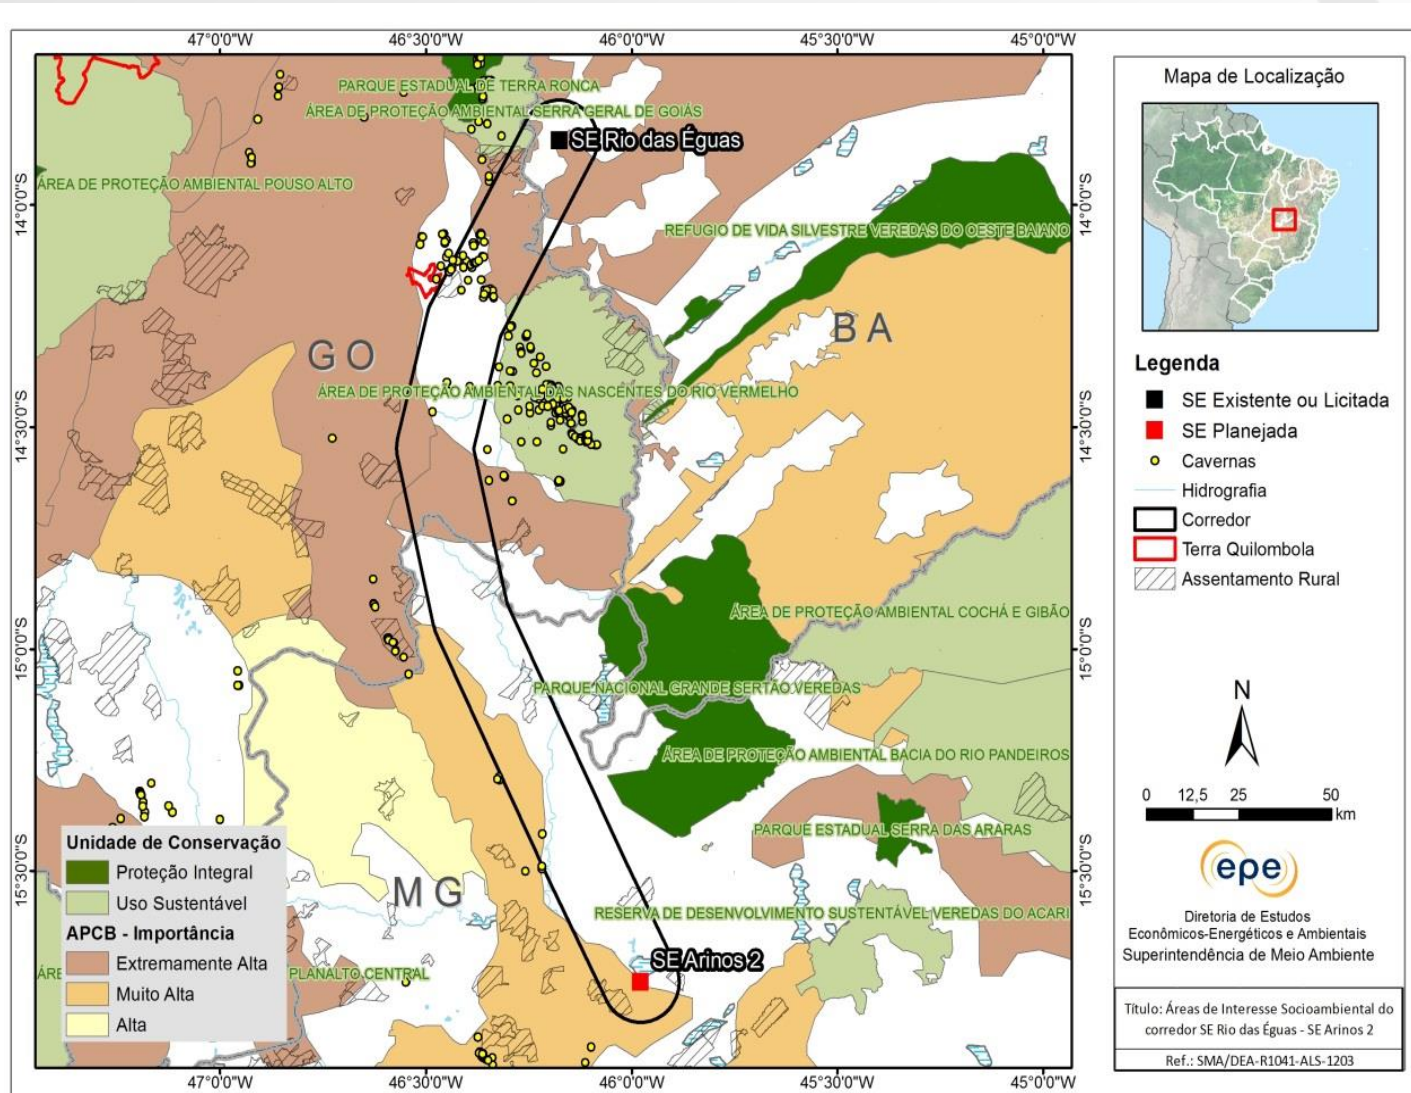 47°0'0"W 46°30'0"W 46°0'0"W 45°30'0"W 45°0'0"W
PARQUE ESTADUAL DE TERRA RONCA
ÁREA DE PROTEÇÃO AMBIENTAL SERRA GERAL DE GOIÁS
SE Rio das Éguas
ÁREA DE PROTEÇÃO AMBIENTAL POUSO ALTO
14°0'0"S
14°0'0"S
REFUGIO DE VIDA SILVESTRE VEREDAS DO OESTE BAIANO
GO
BA
ÁREA DE PROTEÇÃO AMBIENTAL DAS NASCENTES DO RIO VERMELHO
14°30'0"S
14°30'0"S
ÁREA DE PROTEÇÃO AMBIENTAL COCHÁ E GIBÃO
15°0'0"S
15°0'0"S
PARQUE NACIONAL GRANDE SERTÃO VEREDAS
ÁREA DE PROTEÇÃO AMBIENTAL BACIA DO RIO PANDEIROS
PARQUE ESTADUAL SERRA DAS ARARAS
15°30'0"S
15°30'0"S
MG
RESERVA DE DESENVOLVIMENTO SUSTENTÁVEL VEREDAS DO ACARI
SE Arinos 2
ÁRE
PLANALTO CENTRAL
Unidade de Conservação
Proteção Integral
Uso Sustentável
APCB - Importância
Extremamente Alta
Muito Alta
Alta
47°0'0"W 46°30'0"W 46°0'0"W 45°30'0"W 45°0'0"W
Mapa de Localização
Legenda
SE Existente ou Licitada
SE Planejada
Cavernas
Hidrografia
Corredor
Terra Quilombola
Assentamento Rural
N
0 12,5 25 50
km
epe
Diretoria de Estudos
Econômicos-Energéticos e Ambientais
Superintendência de Meio Ambiente
Título: Áreas de Interesse Socioambiental do
corredor SE Rio das Éguas - SE Arinos 2
Ref.: SMA/DEA-R1041-ALS-1203